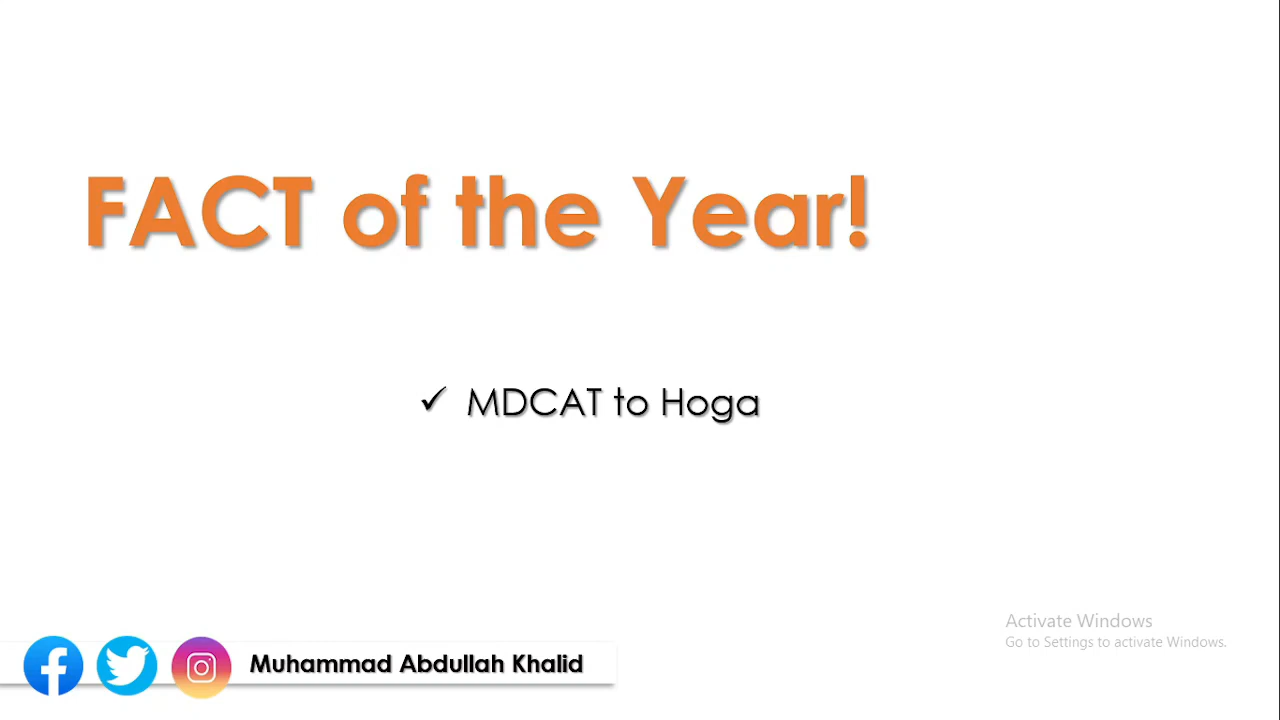 FACT of the Year!
✓ MDCAT to Hoga
Activate Windows
Go to Settings to activate Windows.
Muhammad Abdullah Khalid